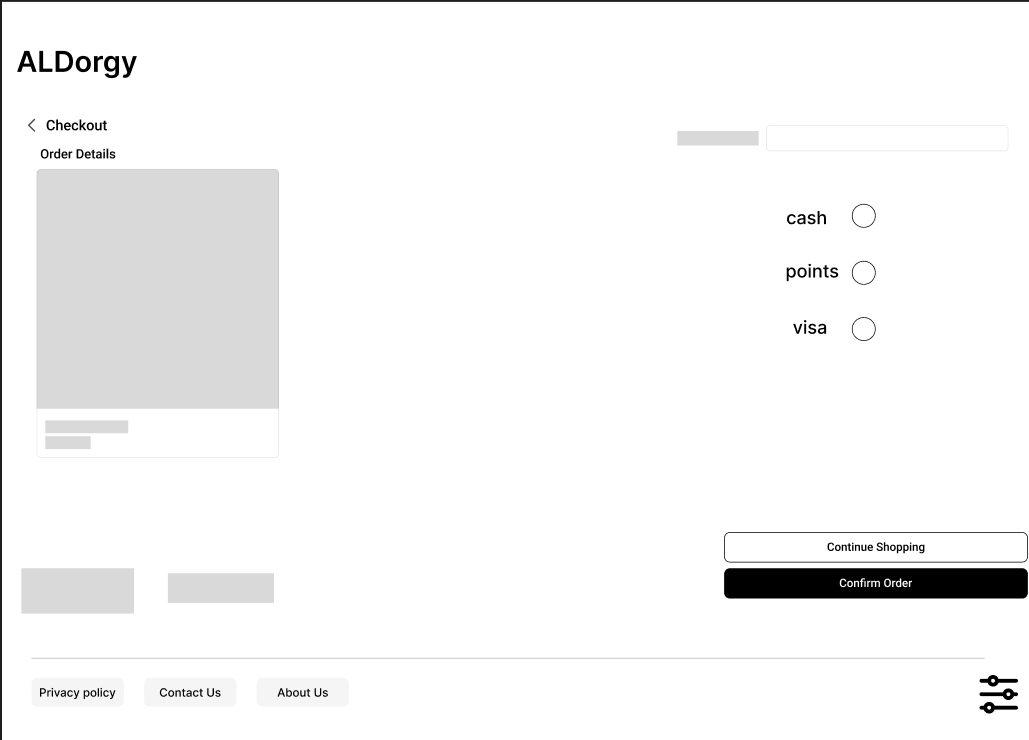 ALDorgy
Checkout
Order Details
cash
points
visa
Continue Shopping
Confirm Order
Privacy policy
Contact Us
About Us